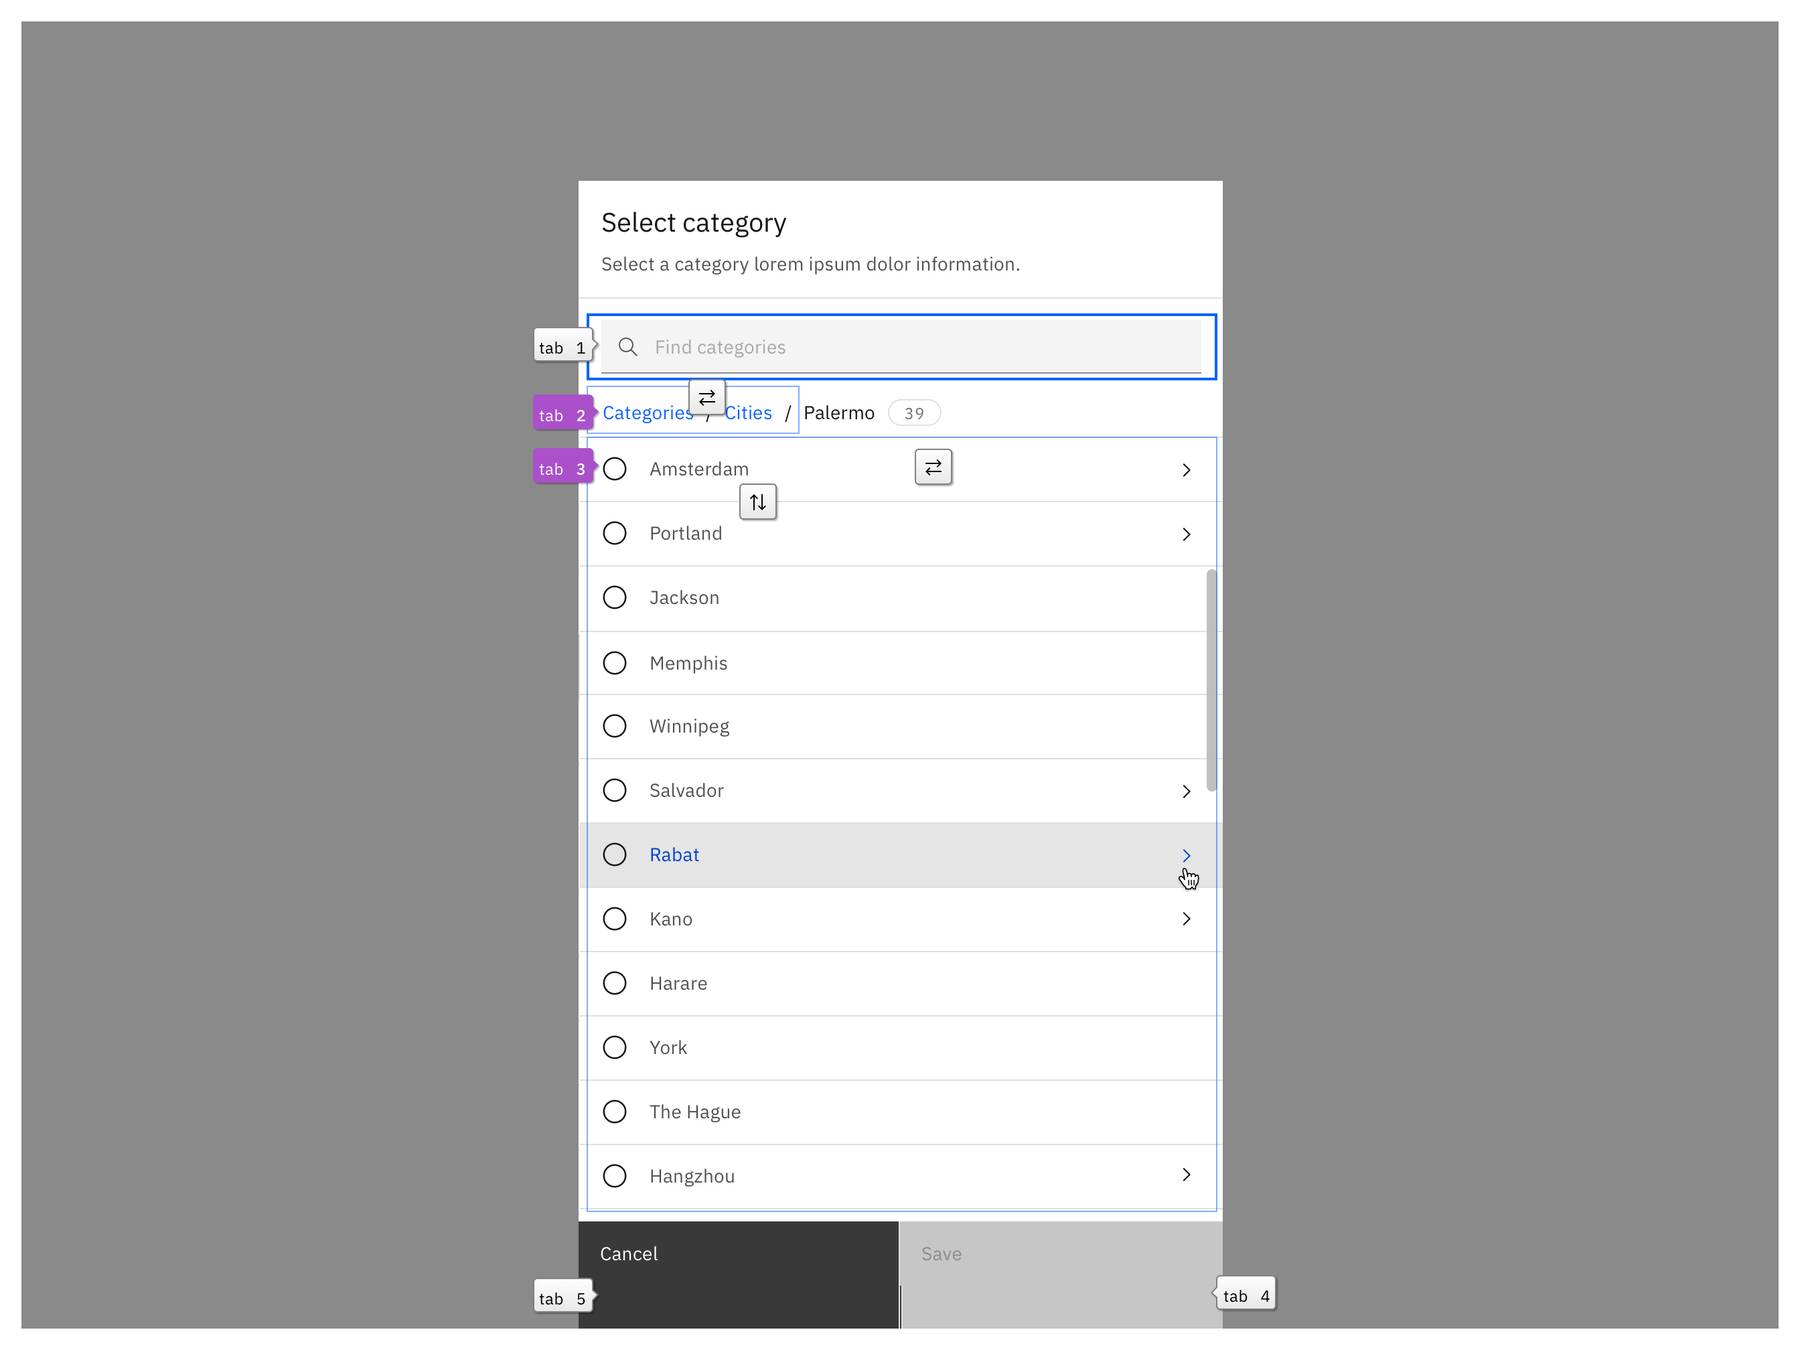 Select category
Select a category lorem ipsum dolor information.
tab 1
Find categories
tab 2
Categories / Cities / Palermo 39
tab 3
Amsterdam
Portland
Jackson
Memphis
Winnipeg
Salvador
Rabat
Kano
Harare
York
The Hague
Hangzhou
Cancel
Save
tab 5
tab 4